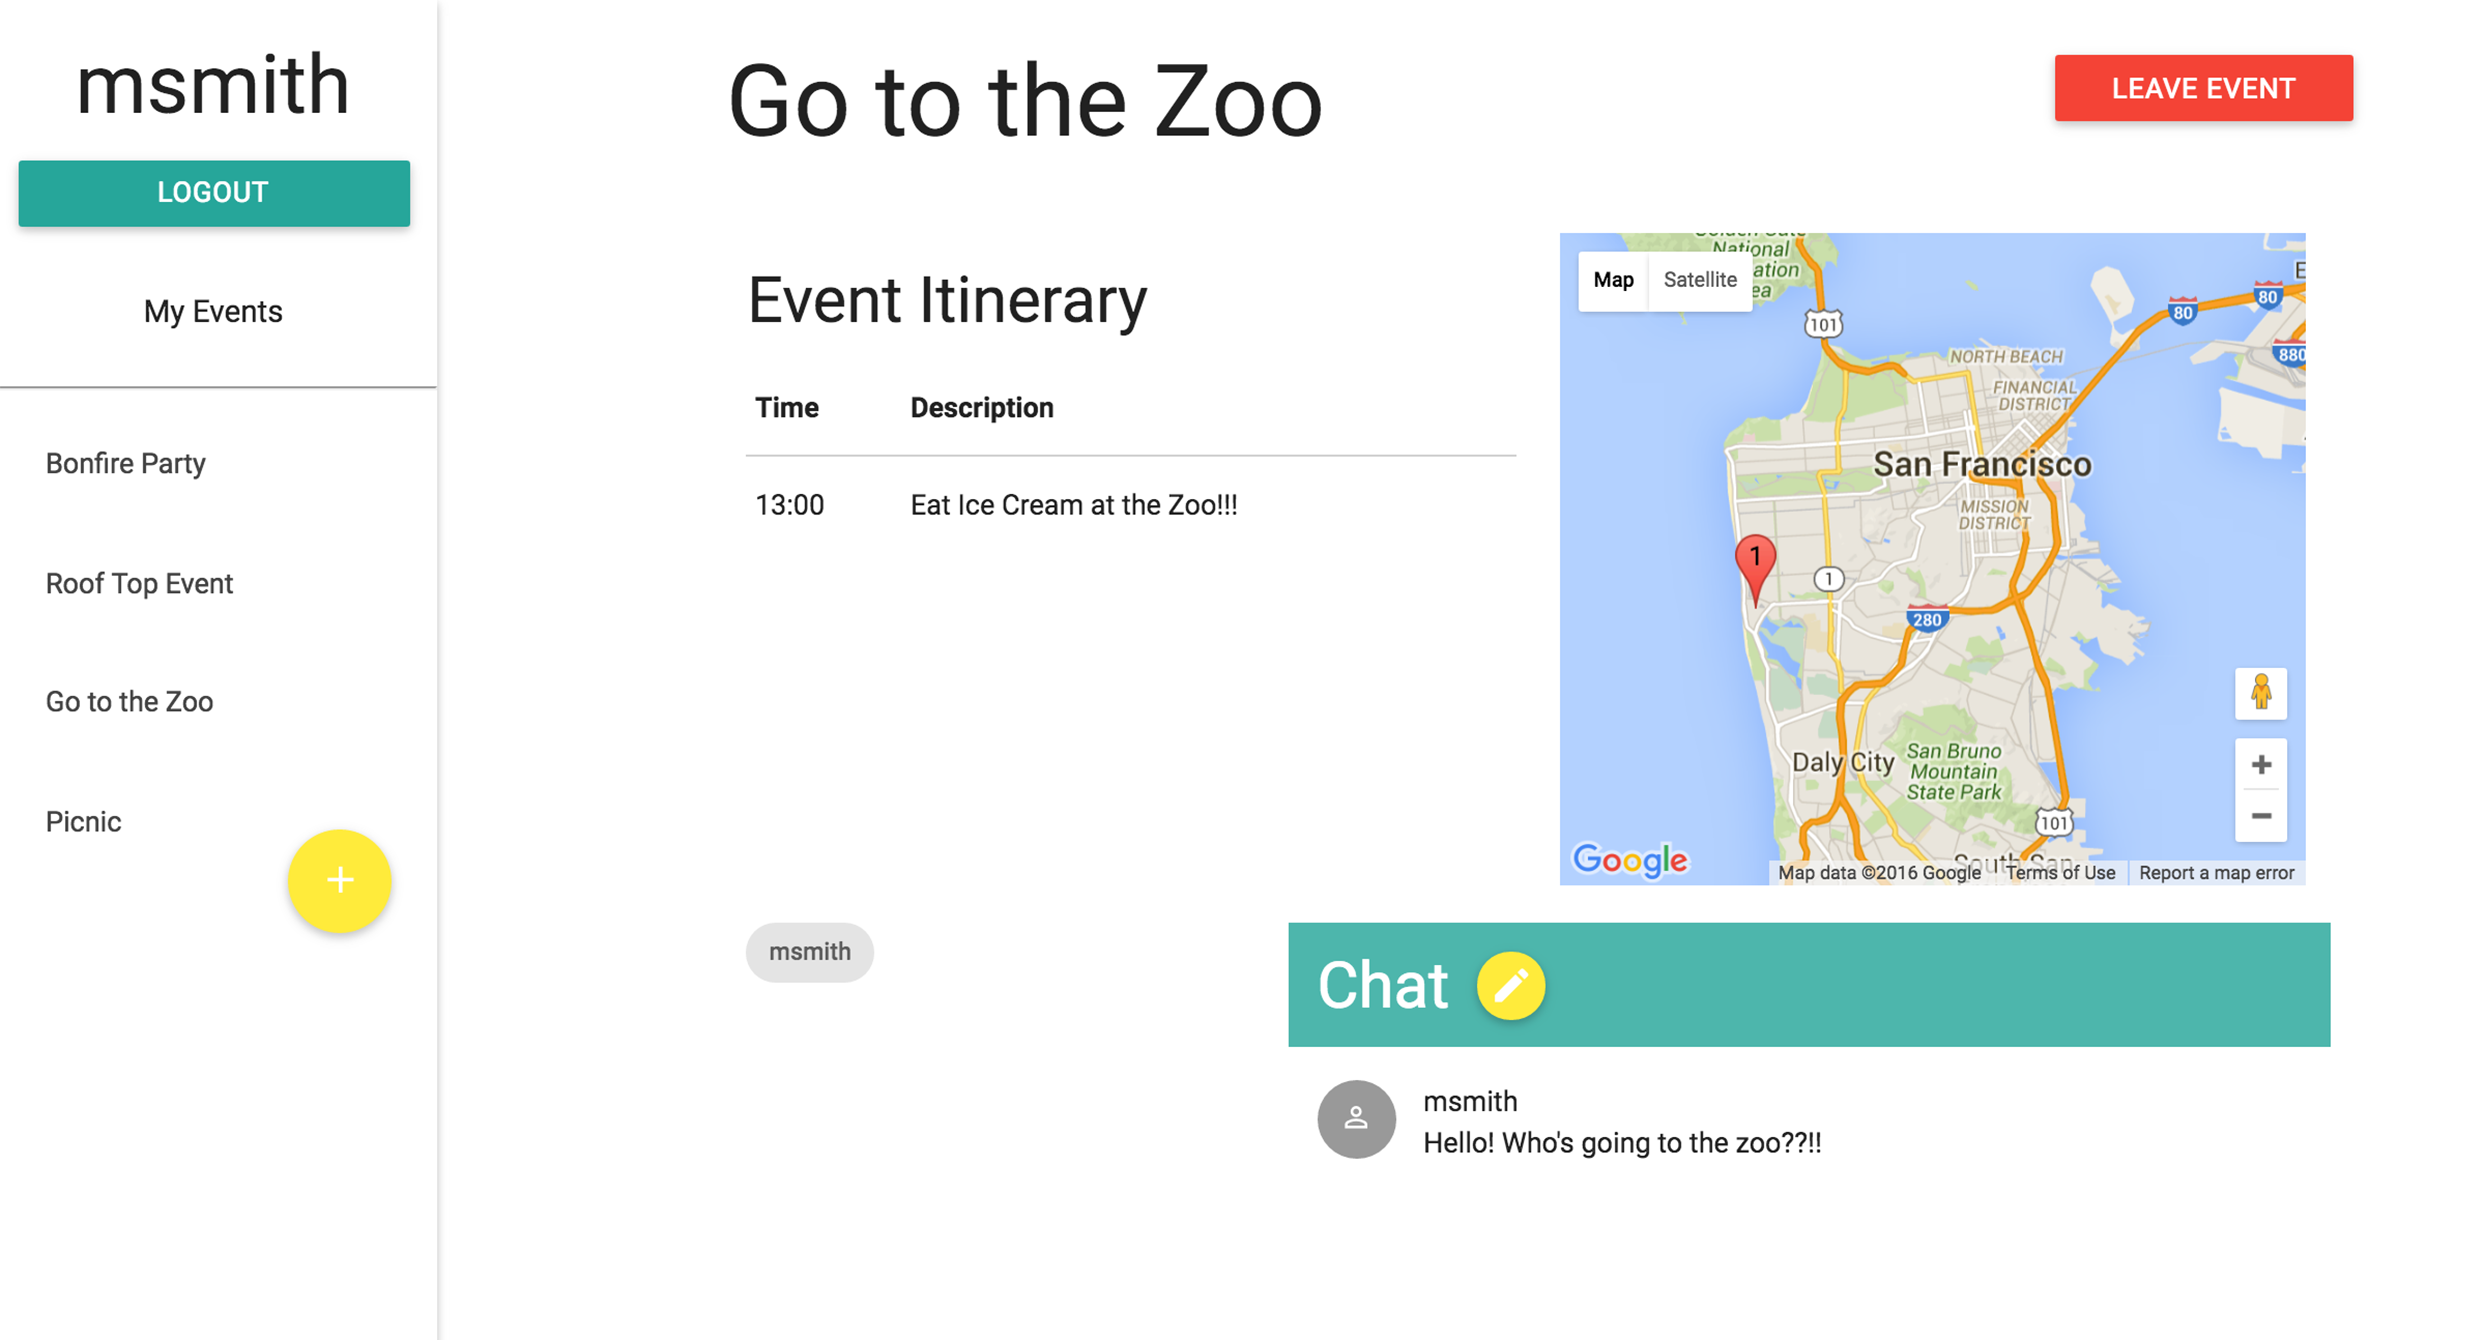 msmith
LOGOUT
My Events
Bonfire Party
Roof Top Event
Go to the Zoo
Picnic
Go to the Zoo
LEAVE EVENT
Event Itinerary
Time Description
13:00 Eat Ice Cream at the Zoo!!!
Map Satellite
National
101
80
80
880
NORTH BEACH
FINANCIAL
DISTRICT
San Francisco
MISSION
DISTRICT
1
1
280
Daly City
San Bruno
Mountain
State Park
101
South San
Google
Map data ©2016 Google Terms of Use Report a map error
msmith
Chat
msmith
Hello! Who's going to the zoo??!!